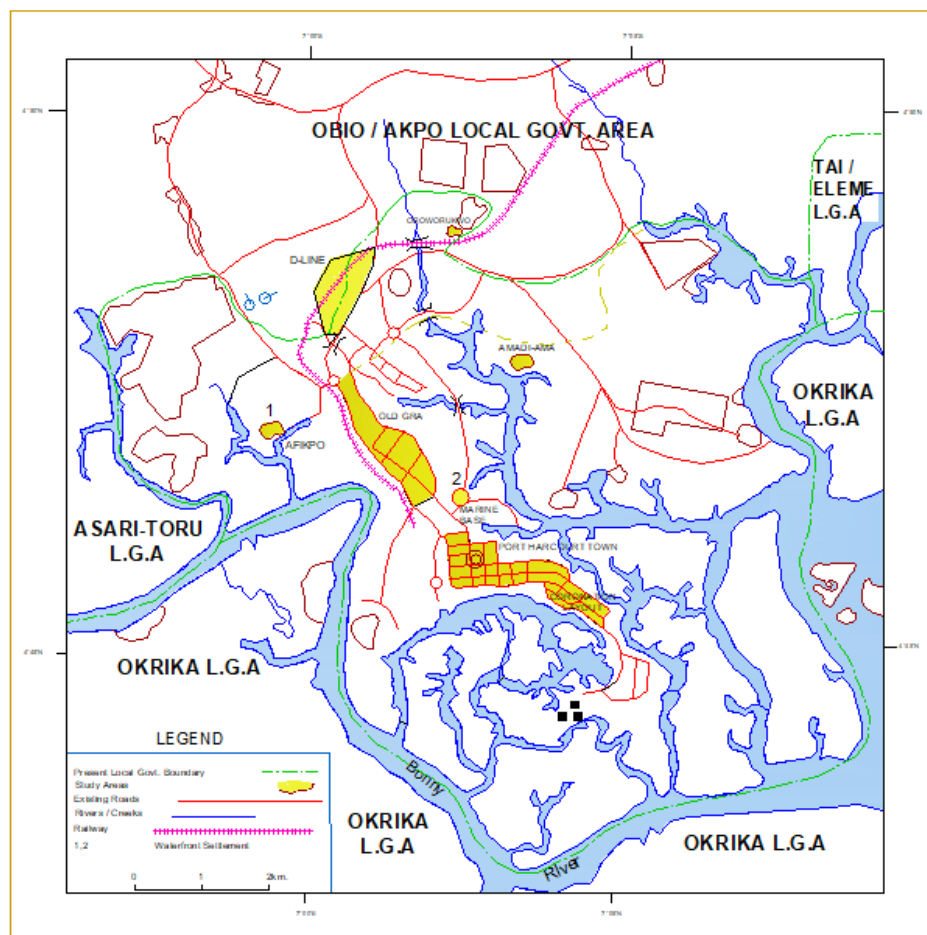 OBIO / AKPO LOCAL GOVT. AREA
TAI /
ELEME
L.G.A
D-LINE
AMADI-AMA
OKRIKA
L.G.A
1
OLD GRA
AFIKPO
2
MARINE
BASE
ASARI-TORU
L.G.A
PORT HARCOURT TOWN
LAYOUT
OKRIKA L.G.A
LEGEND
Present Local Govt. Boundary
Study Areas
Existing Roads
Rivers / Creeks
Railway
1,2 Waterfront Settlement
0 1 2km.
Bonny
River
OKRIKA
L.G.A
OKRIKA L.G.A